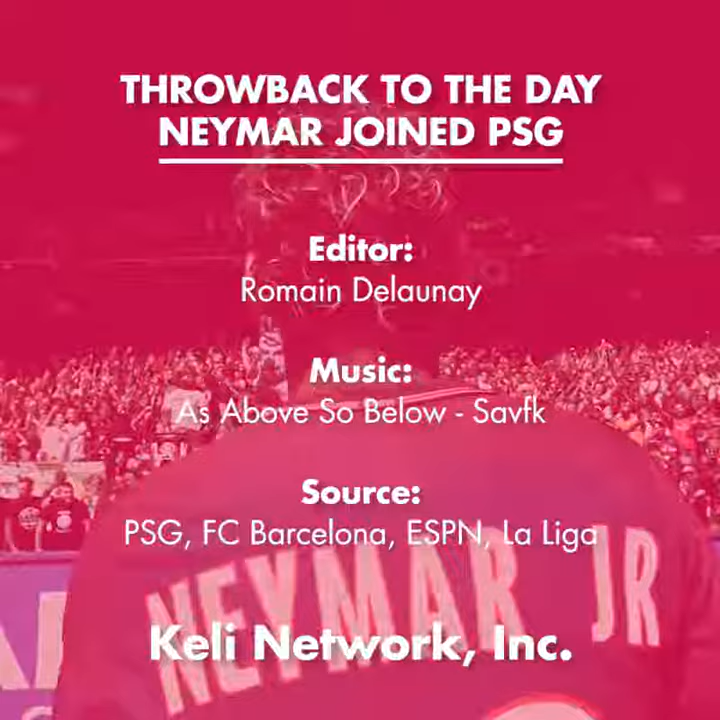 THROWBACK TO THE DAY
NEYMAR JOINED PSG
Editor:
Romain Delaunay
Music:
As Above So Below - Savfk
Source:
PSG, FC Barcelona, ESPN, La Liga
NEYMAR JR
Keli Network, Inc.